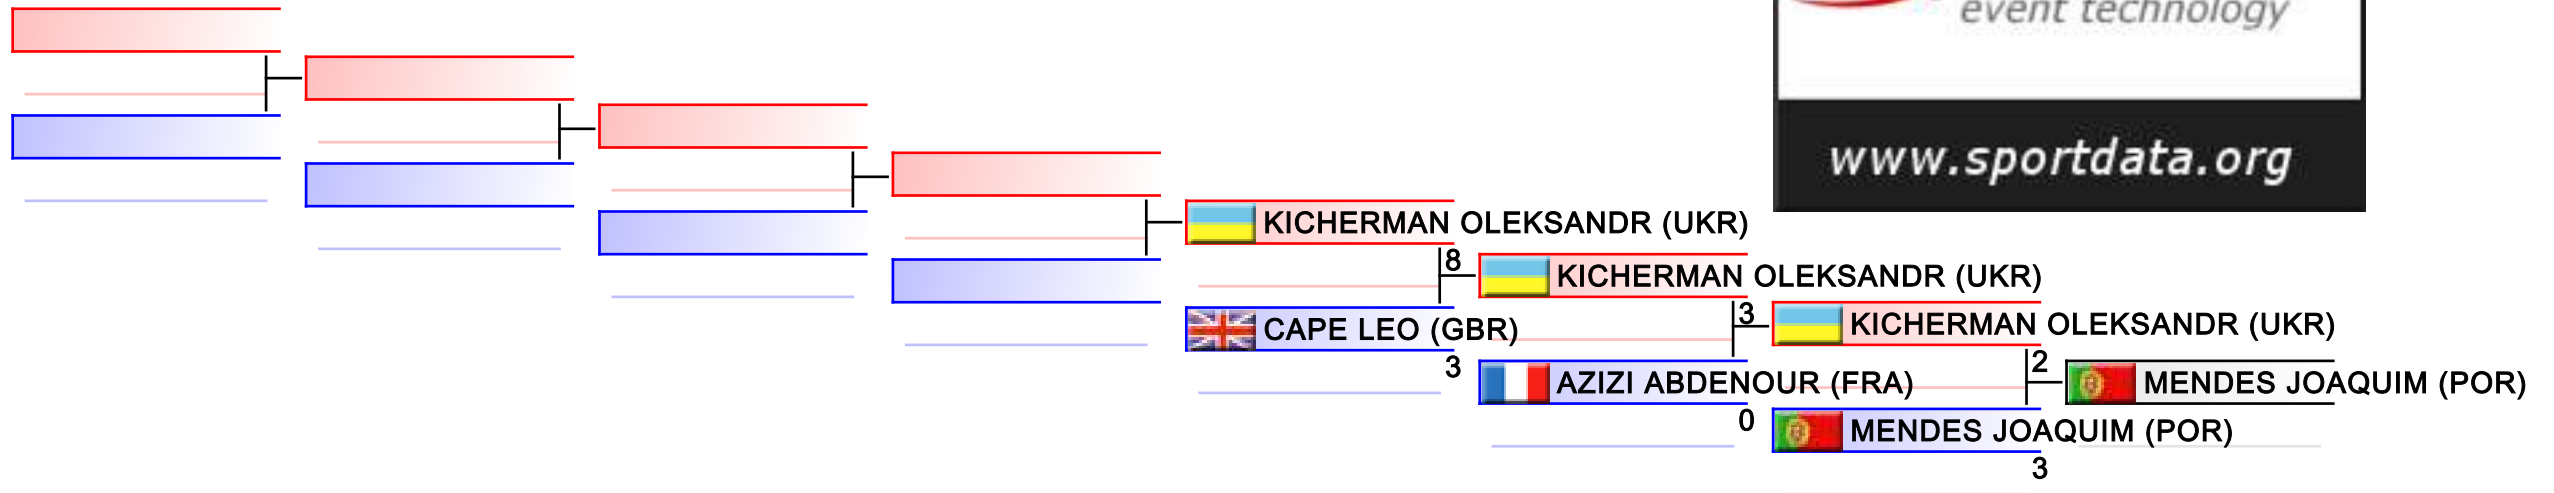 event technology
www.sportdata.org
KICHERMAN OLEKSANDR (UKR)
8
KICHERMAN OLEKSANDR (UKR)
CAPE LEO (GBR)
3
3
KICHERMAN OLEKSANDR (UKR)
AZIZI ABDENOUR (FRA)
0
2
MENDES JOAQUIM (POR)
MENDES JOAQUIM (POR)
3